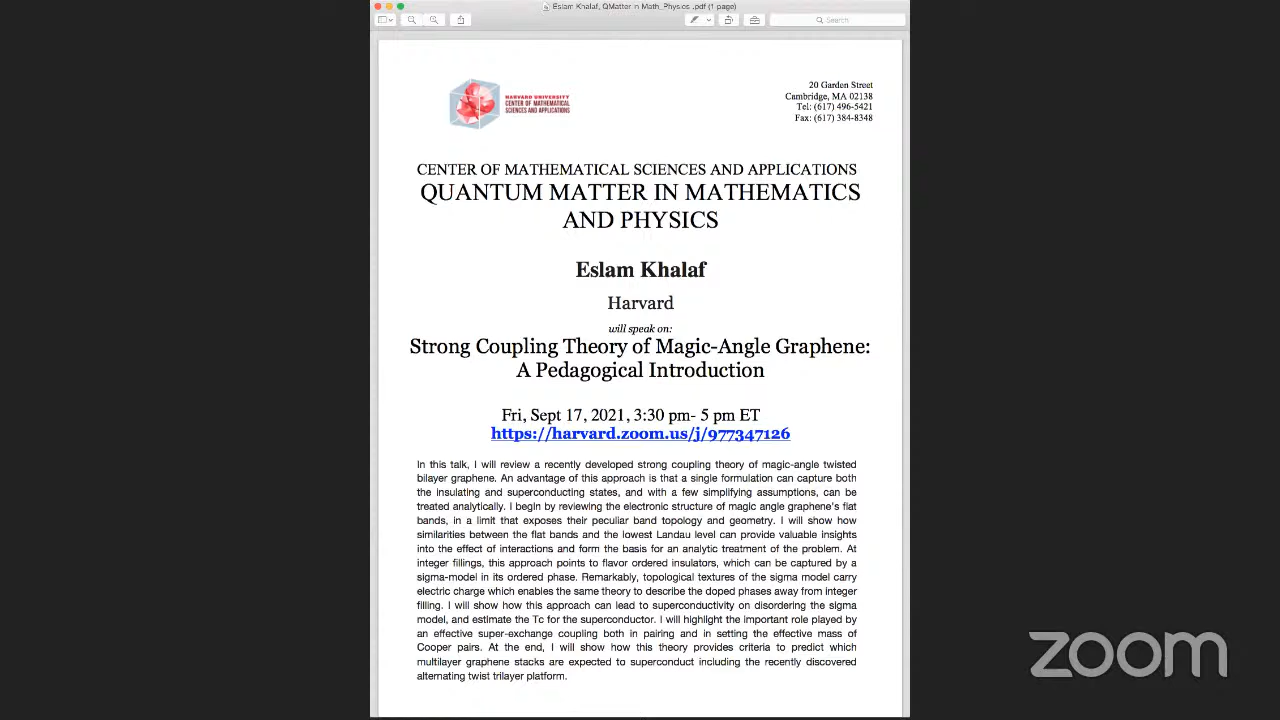 Eslam Khalaf, QMatter in Math_Physics .pdf (1 page)
Search
HARVARD UNIVERSITY
CENTER OF MATHEMATICAL
SCIENCES AND APPLICATIONS
20 Garden Street
Cambridge, MA 02138
Tel: (617) 496-5421
Fax: (617) 384-8348
CENTER OF MATHEMATICAL SCIENCES AND APPLICATIONS
QUANTUM MATTER IN MATHEMATICS
AND PHYSICS
Eslam Khalaf
Harvard
will speak on:
Strong Coupling Theory of Magic-Angle Graphene:
A Pedagogical Introduction
Fri, Sept 17, 2021, 3:30 pm- 5 pm ET
https://harvard.zoom.us/j/977347126
In this talk, I will review a recently developed strong coupling theory of magic-angle twisted
bilayer graphene. An advantage of this approach is that a single formulation can capture both
the insulating and superconducting states, and with a few simplifying assumptions, can be
treated analytically. I begin by reviewing the electronic structure of magic angle graphene's flat
bands, in a limit that exposes their peculiar band topology and geometry. I will show how
similarities between the flat bands and the lowest Landau level can provide valuable insights
into the effect of interactions and form the basis for an analytic treatment of the problem. At
integer fillings, this approach points to flavor ordered insulators, which can be captured by a
sigma-model in its ordered phase. Remarkably, topological textures of the sigma model carry
electric charge which enables the same theory to describe the doped phases away from integer
filling. I will show how this approach can lead to superconductivity on disordering the sigma
model, and estimate the Tc for the superconductor. I will highlight the important role played by
an effective super-exchange coupling both in pairing and in setting the effective mass of
Cooper pairs. At the end, I will show how this theory provides criteria to predict which
multilayer graphene stacks are expected to superconduct including the recently discovered
alternating twist trilayer platform.
zoom